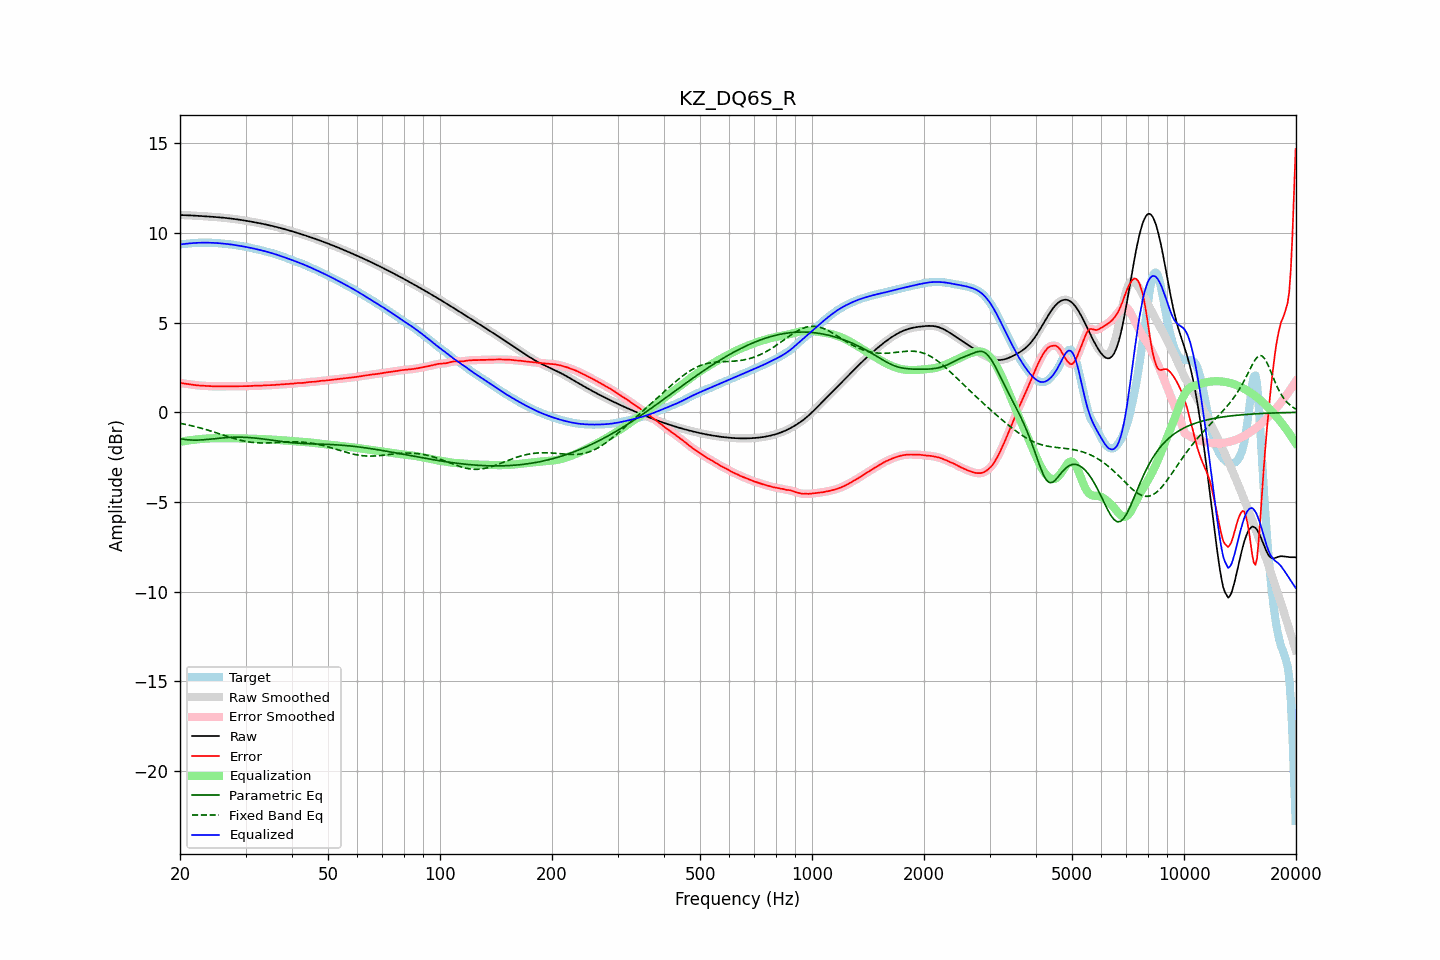 KZ_DQ6S_R
Amplitude (dBr)
15
10
5
0
−5
−10
−15
−20
Target
Raw Smoothed
Error Smoothed
Raw
Error
Equalization
Parametric Eq
Fixed Band Eq
Equalized
20 50 100 200 500 1000 2000 5000 10000 20000
Frequency (Hz)